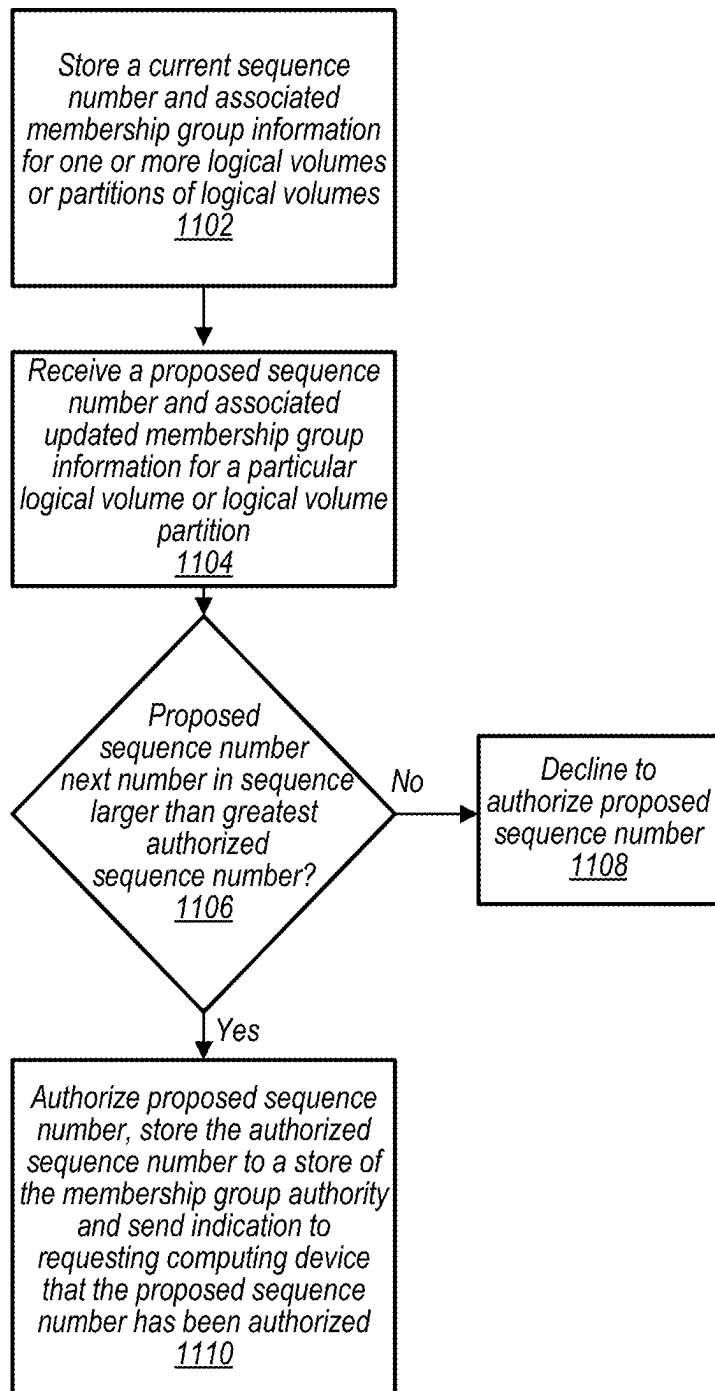 Store a current sequence
number and associated
membership group information
for one or more logical volumes
or partitions of logical volumes
1102
Receive a proposed sequence
number and associated
updated membership group
information for a particular
logical volume or logical volume
partition
1104
Proposed
sequence number
next number in sequence
larger than greatest
authorized
sequence number?
1106
No
Decline to
authorize proposed
sequence number
1108
Yes
Authorize proposed sequence
number, store the authorized
sequence number to a store of
the membership group authority
and send indication to
requesting computing device
that the proposed sequence
number has been authorized
1110